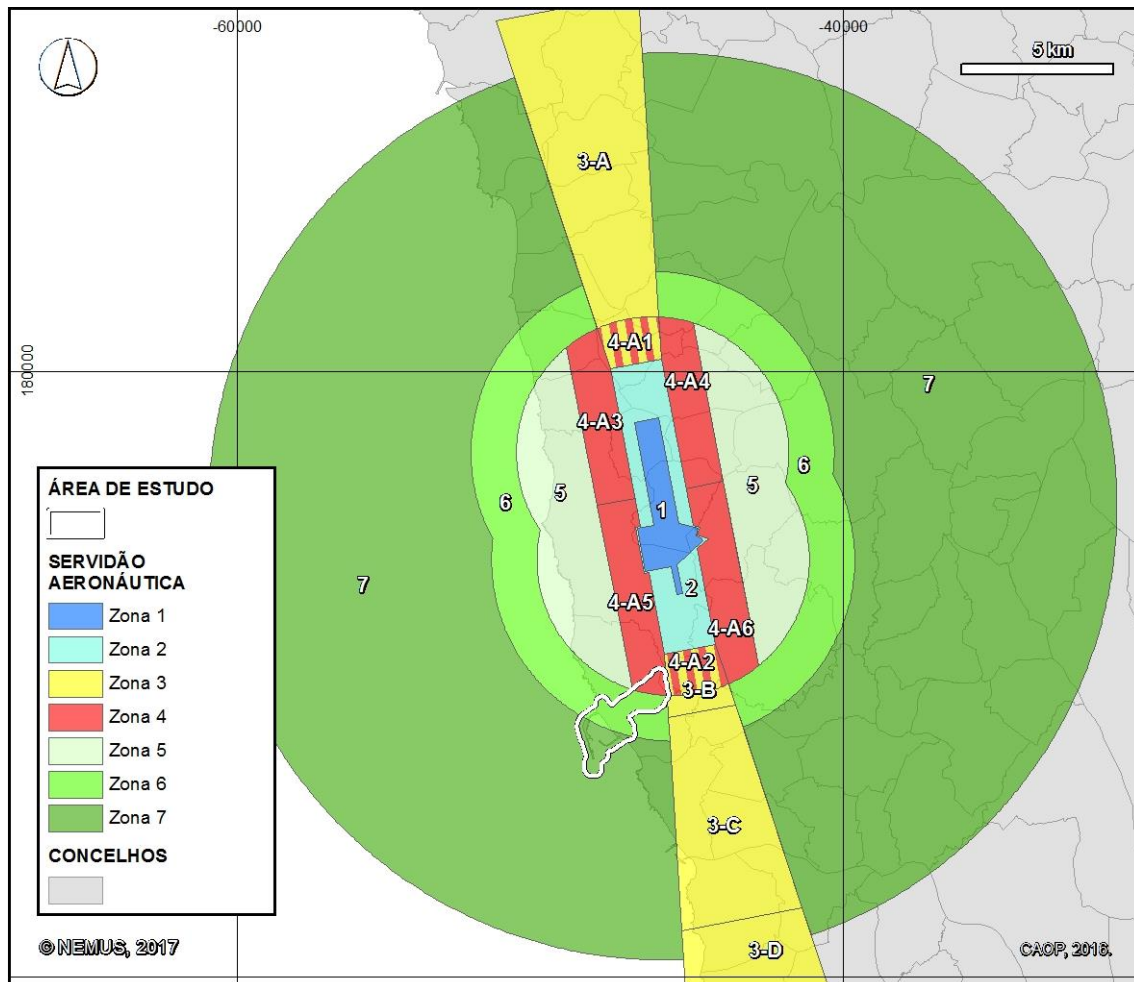 -60000
-40000
5 km
3-A
180000
4-A1
4-A4
7
4-A3
6
5
5
6
1
7
2
4-A5
4-A6
4-A2
3-B
3-C
3-D
ÁREA DE ESTUDO
SERVIDÃO
AERONÁUTICA
Zona 1
Zona 2
Zona 3
Zona 4
Zona 5
Zona 6
Zona 7
CONCELHOS
© NEMUS, 2017
CAOP, 2016.